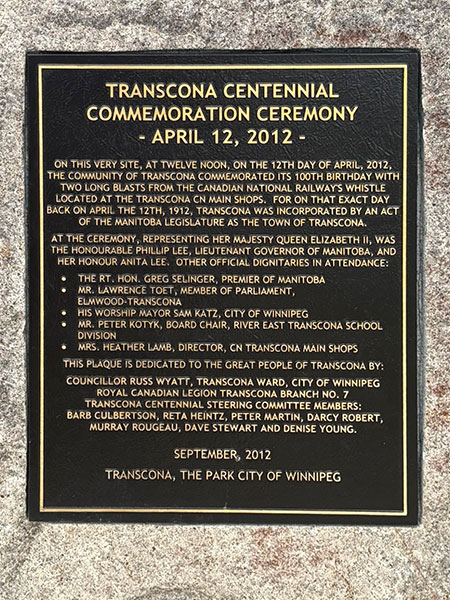 TRANSCONA CENTENNIAL
COMMEMORATION CEREMONY
- APRIL 12, 2012 -
ON THIS VERY SITE, AT TWELVE NOON, ON THE 12TH DAY OF APRIL, 2012,
THE COMMUNITY OF TRANSCONA COMMEMORATED ITS 100TH BIRTHDAY WITH
TWO LONG BLASTS FROM THE CANADIAN NATIONAL RAILWAYS WHISTLE
LOCATED AT THE TRANSCONA CN MAIN SHOPS. FOR ON THAT EXACT DAY
BACK ON APRIL THE 12TH, 1912, TRANSCONA WAS INCORPORATED BY AN ACT
OF THE MANITOBA LEGISLATURE AS THE TOWN OF TRANSCONA.
AT THE CEREMONY, REPRESENTING HER MAJESTY QUEEN ELIZABETH II, WAS
THE HONOURABLE PHILLIP LEE, LIEUTENANT GOVERNOR OF MANITOBA, AND
HER HONOUR ANITA LEE. OTHER OFFICIAL DIGNITARIES IN ATTENDANCE:
• THE RT. HON. GREG SELINGER, PREMIER OF MANITOBA
• MR. LAWRENCE TOET, MEMBER OF PARLIAMENT,
ELMWOOD-TRANSCONA
• HIS WORSHIP MAYOR SAM KATZ, CITY OF WINNIPEG
• MR. PETER KOTYK, BOARD CHAIR, RIVER EAST TRANSCONA SCHOOL
DIVISION
• MRS. HEATHER LAMB, DIRECTOR, CN TRANSCONA MAIN SHOPS
THIS PLAQUE IS DEDICATED TO THE GREAT PEOPLE OF TRANSCONA BY:
COUNCILLOR RUSS WYATT, TRANSCONA WARD, CITY OF WINNIPEG
ROYAL CANADIAN LEGION TRANSCONA BRANCH NO. 7
TRANSCONA CENTENNIAL STEERING COMMITTEE MEMBERS:
BARB CULBERTSON, RETA HEINTZ, PETER MARTIN, DARCY ROBERT,
MURRAY ROUGEAU, DAVE STEWART AND DENISE YOUNG.
SEPTEMBER, 2012
TRANSCONA, THE PARK CITY OF WINNIPEG